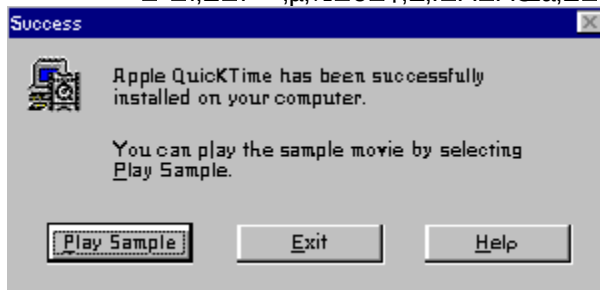 Success
Apple QuicKTime has been successfully
installed on your computer.
You can play the sample movie by selecting
Play Sample.
Play Sample
Exit
Help